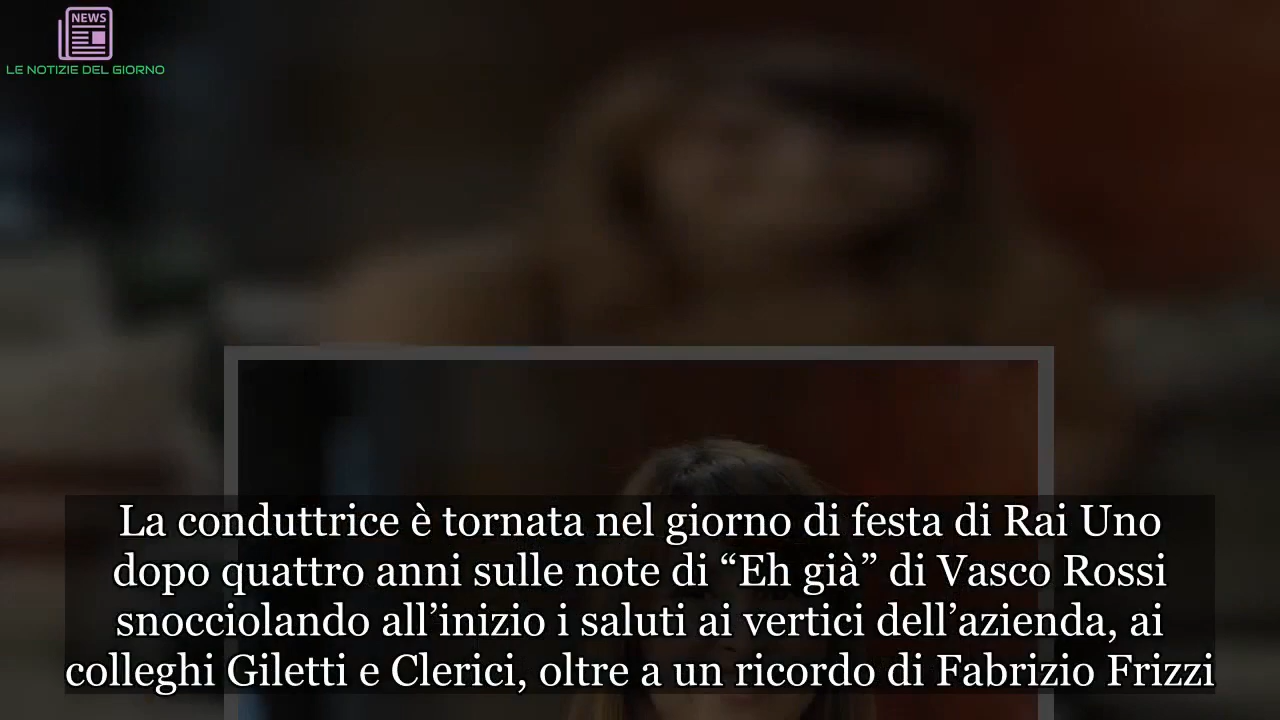 NEWS
LE NOTIZIE DEL GIORNO
La conduttrice è tornata nel giorno di festa di Rai Uno
dopo quattro anni sulle note di “Eh già” di Vasco Rossi
snocciolando all’inizio i saluti ai vertici dell’azienda, ai
colleghi Giletti e Clerici, oltre a un ricordo di Fabrizio Frizzi